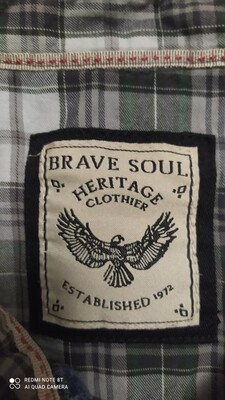 BRAVE SOUL
HERITAGE
CLOTHIER
ESTABLISHED 1972
REDMI NOTE 8T
AI QUAD CAMERA